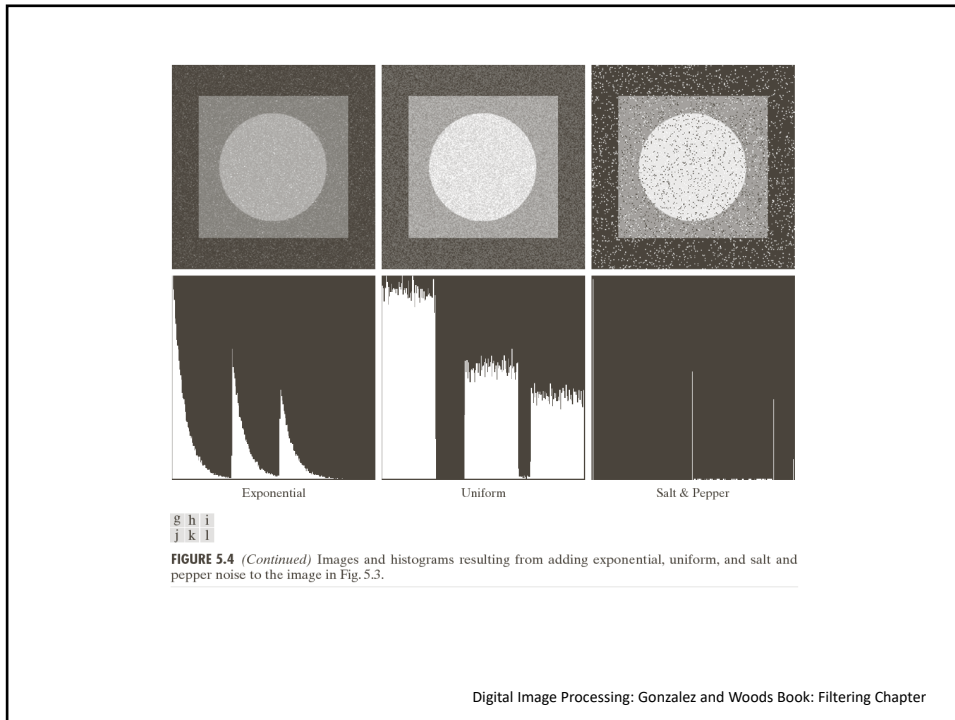 Exponential
Uniform
Salt & Pepper
g h i
j k l
FIGURE 5.4 (Continued) Images and histograms resulting from adding exponential, uniform, and salt and
pepper noise to the image in Fig. 5.3.
Digital Image Processing: Gonzalez and Woods Book: Filtering Chapter